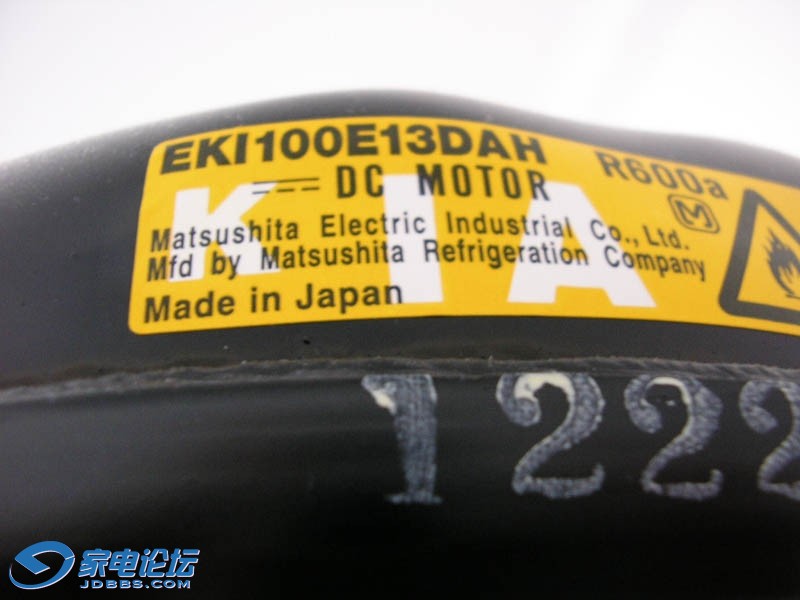 EKI100E13DAH R600a
DC MOTOR
KIA
Matsushita Electric Industrial Co., Ltd.
Mfd by Matsushita Refrigeration Company
Made in Japan
1222
家电论坛
JDBBS.COM